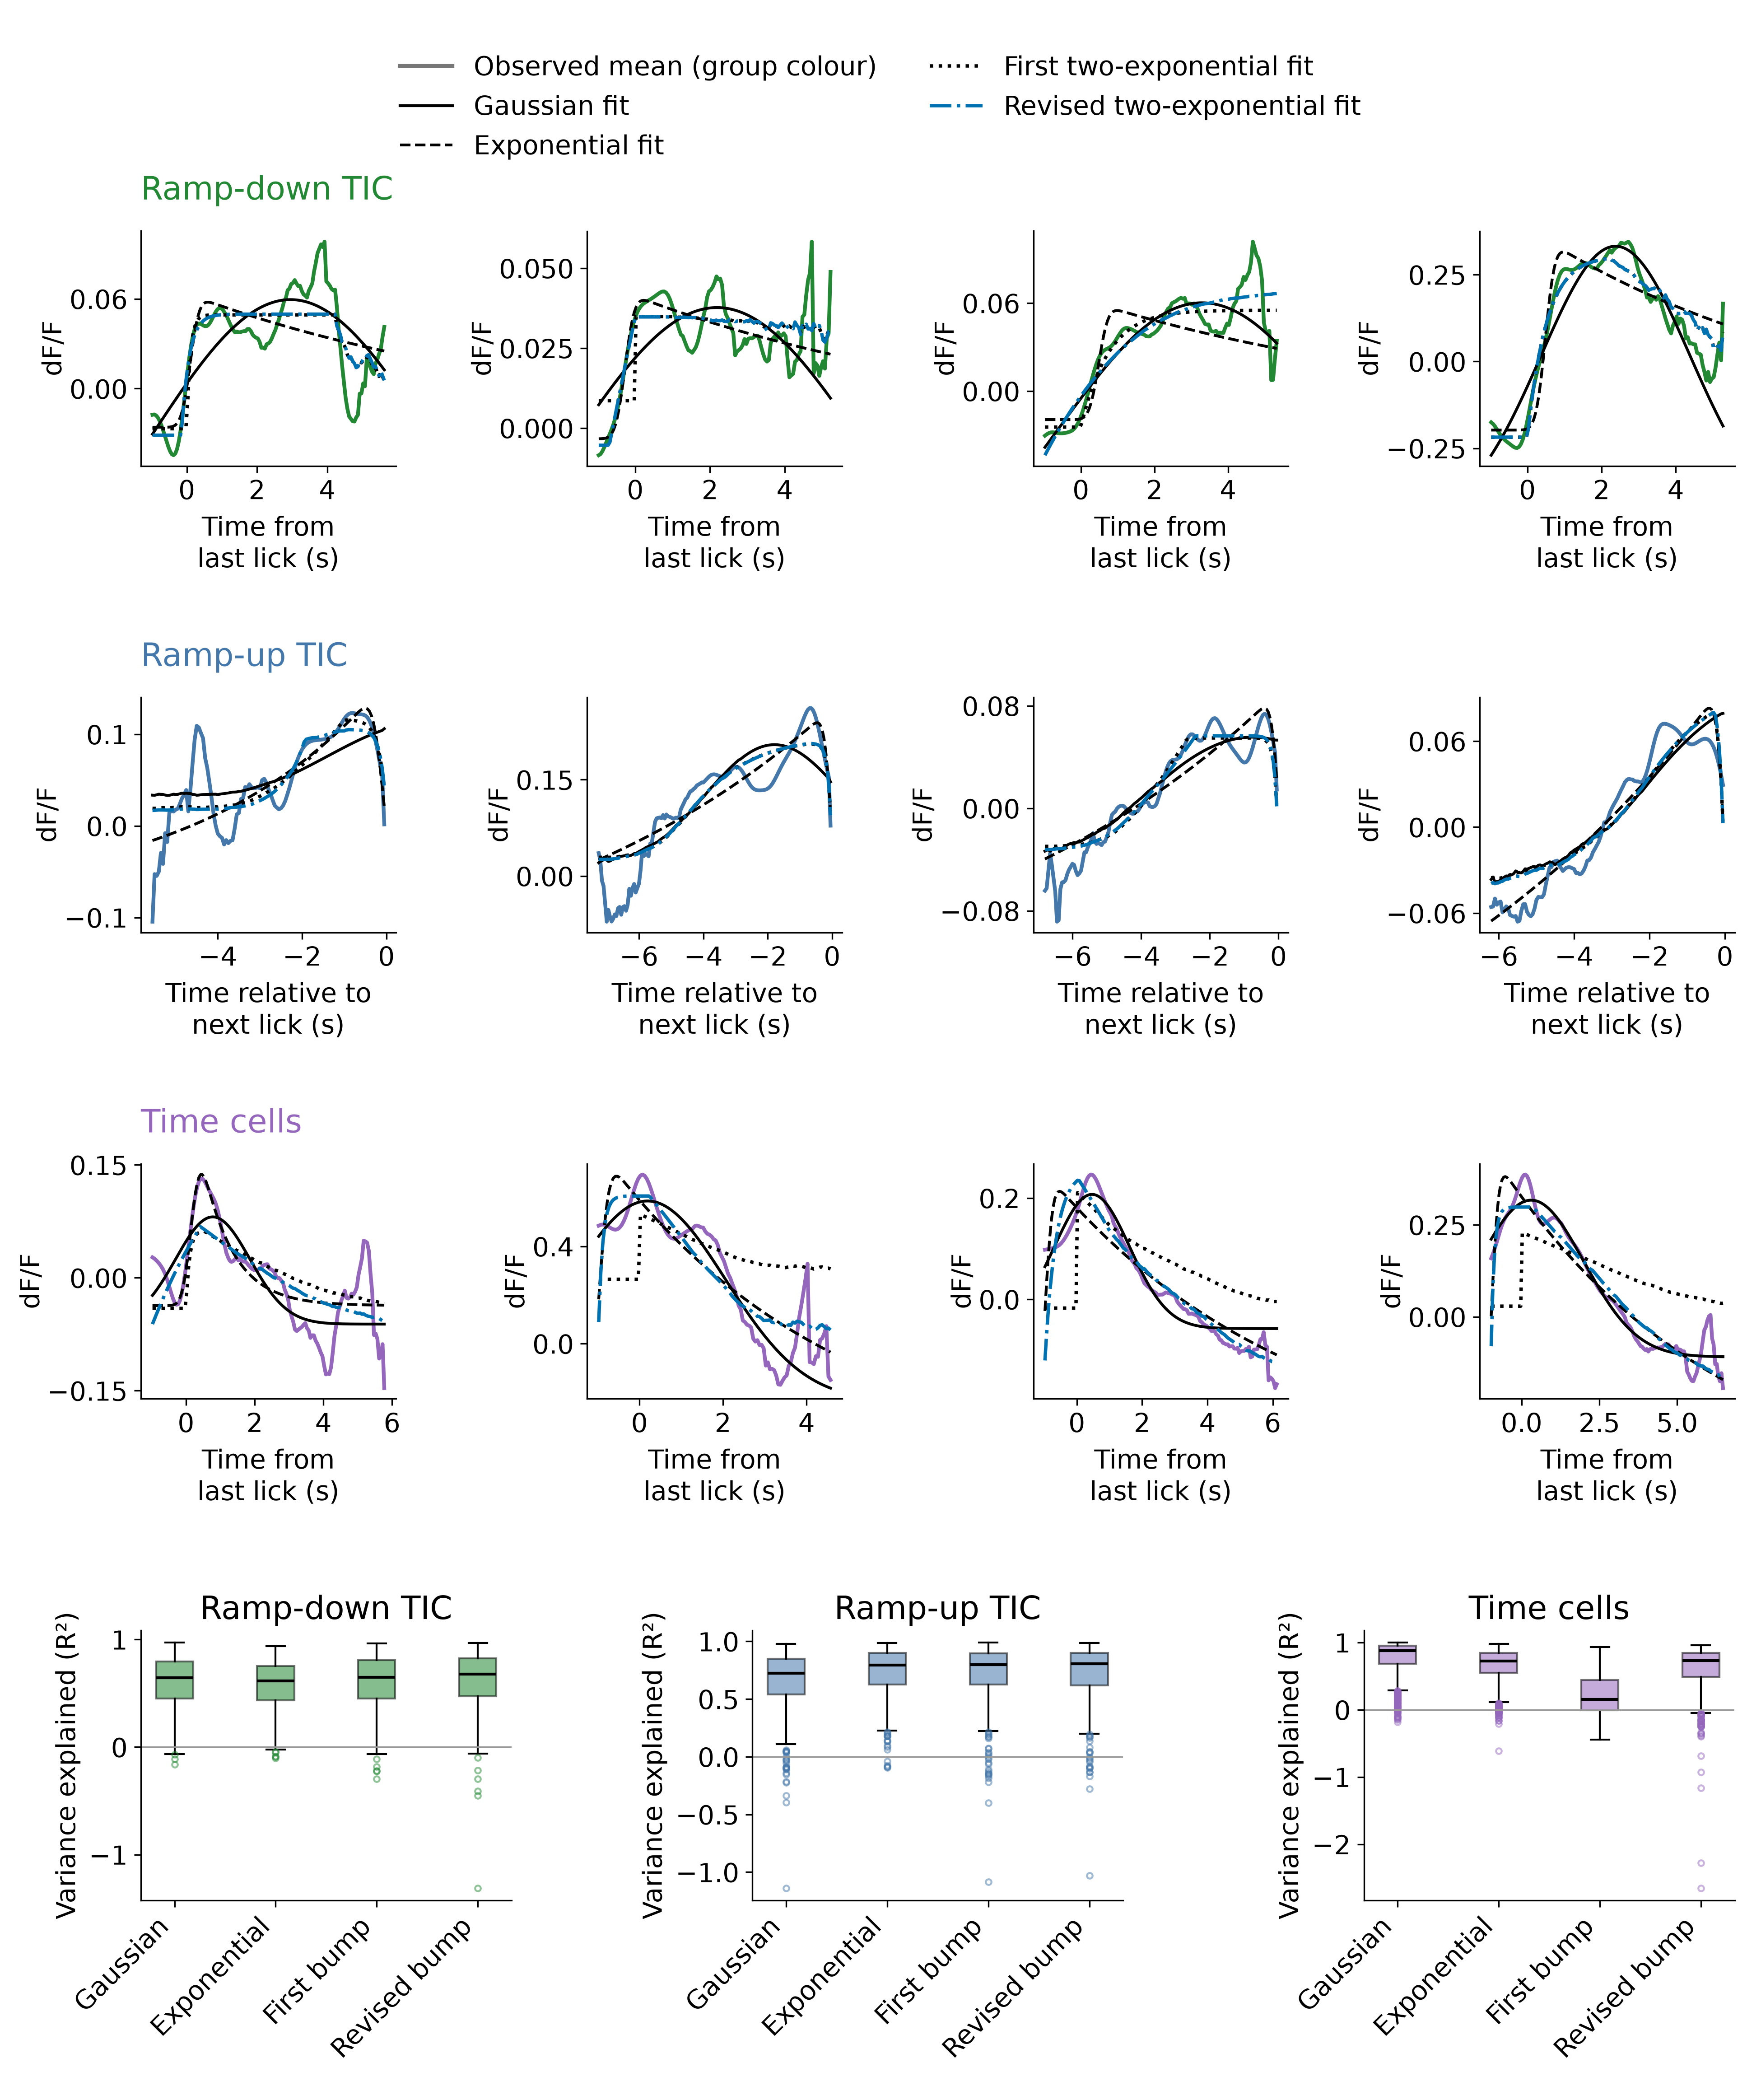 Observed mean (group colour)
Gaussian fit
Exponential fit
First two-exponential fit
Revised two-exponential fit
Ramp-down TIC
dF/F
0.06
0.00
0 2 4
Time from
last lick (s)
dF/F
0.050
0.025
0.000
0 2 4
Time from
last lick (s)
dF/F
0.06
0.00
0 2 4
Time from
last lick (s)
dF/F
0.25
0.00
−0.25
0 2 4
Time from
last lick (s)
Ramp-up TIC
dF/F
0.1
0.0
−0.1
−4 −2 0
Time relative to
next lick (s)
dF/F
0.15
0.00
−6 −4 −2 0
Time relative to
next lick (s)
dF/F
0.08
0.00
−0.08
−6 −4 −2 0
Time relative to
next lick (s)
dF/F
0.06
0.00
−0.06
−6 −4 −2 0
Time relative to
next lick (s)
Time cells
dF/F
0.15
0.00
−0.15
0 2 4 6
Time from
last lick (s)
dF/F
0.4
0.0
0 2 4
Time from
last lick (s)
dF/F
0.2
0.0
0 2 4 6
Time from
last lick (s)
dF/F
0.25
0.00
0.0 2.5 5.0
Time from
last lick (s)
Ramp-down TIC
Variance explained (R²)
1
0
−1
Gaussian
Exponential
First bump
Revised bump
Ramp-up TIC
Variance explained (R²)
1.0
0.5
0.0
−0.5
−1.0
Gaussian
Exponential
First bump
Revised bump
Time cells
Variance explained (R²)
1
0
−1
−2
Gaussian
Exponential
First bump
Revised bump